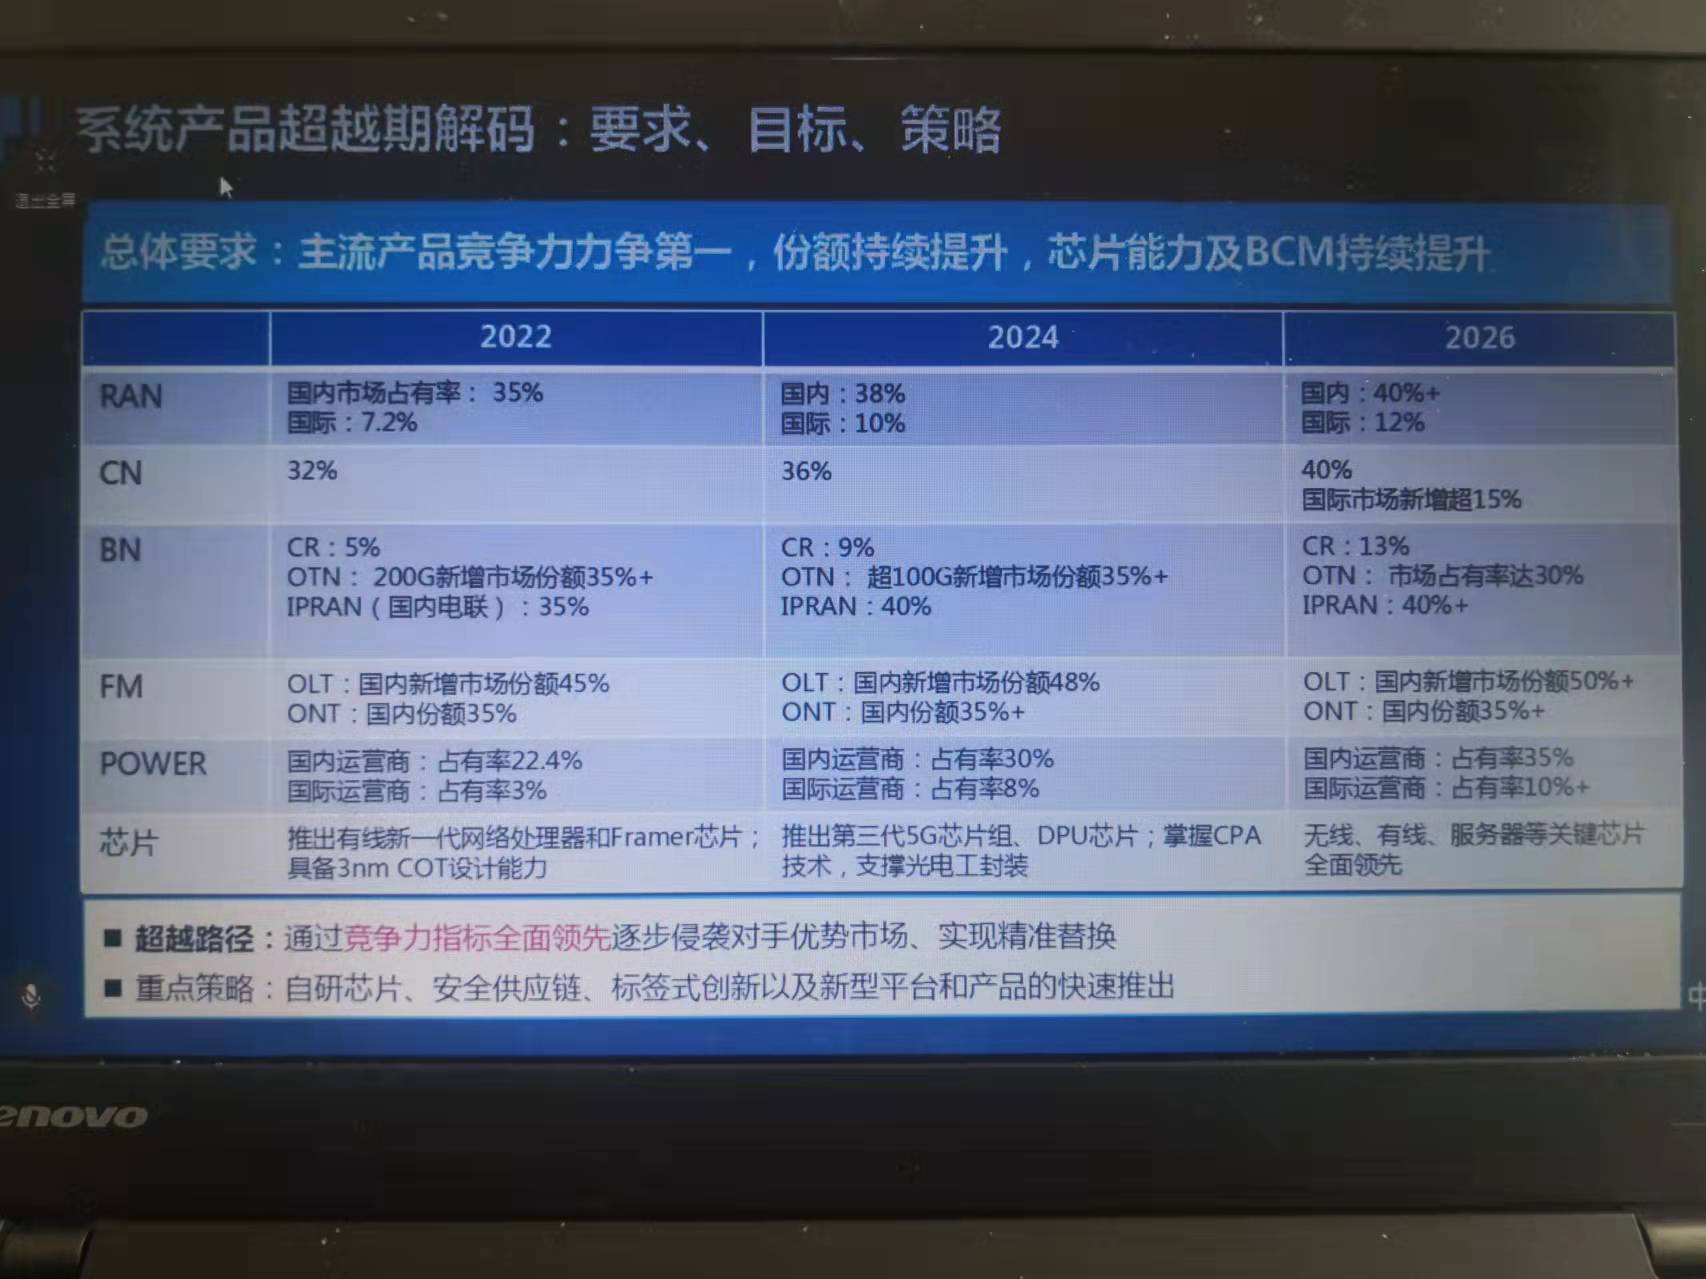 系统产品超越期解码：要求、目标、策略
退出全屏
总体要求：主流产品竞争力力争第一，份额持续提升，芯片能力及BCM持续提升
2022 2024 2026
RAN
国内市场占有率： 35%
国际：7.2%
国内：38%
国际：10%
国内：40%+
国际：12%
CN
32%
36%
40%
国际市场新增超15%
BN
CR：5%
OTN： 200G新增市场份额35%+
IPRAN（国内电联）：35%
CR：9%
OTN： 超100G新增市场份额35%+
IPRAN：40%
CR：13%
OTN： 市场占有率达30%
IPRAN：40%+
FM
OLT：国内新增市场份额45%
ONT：国内份额35%
OLT：国内新增市场份额48%
ONT：国内份额35%+
OLT：国内新增市场份额50%+
ONT：国内份额35%+
POWER
国内运营商：占有率22.4%
国际运营商：占有率3%
国内运营商：占有率30%
国际运营商：占有率8%
国内运营商：占有率35%
国际运营商：占有率10%+
芯片
推出有线新一代网络处理器和Framer芯片；
具备3nm COT设计能力
推出第三代5G芯片组、DPU芯片；掌握CPA
技术，支撑光电工封装
无线、有线、服务器等关键芯片
全面领先
■ 超越路径：通过竞争力指标全面领先逐步侵袭对手优势市场、实现精准替换
■ 重点策略：自研芯片、安全供应链、标签式创新以及新型平台和产品的快速推出
中
enovo